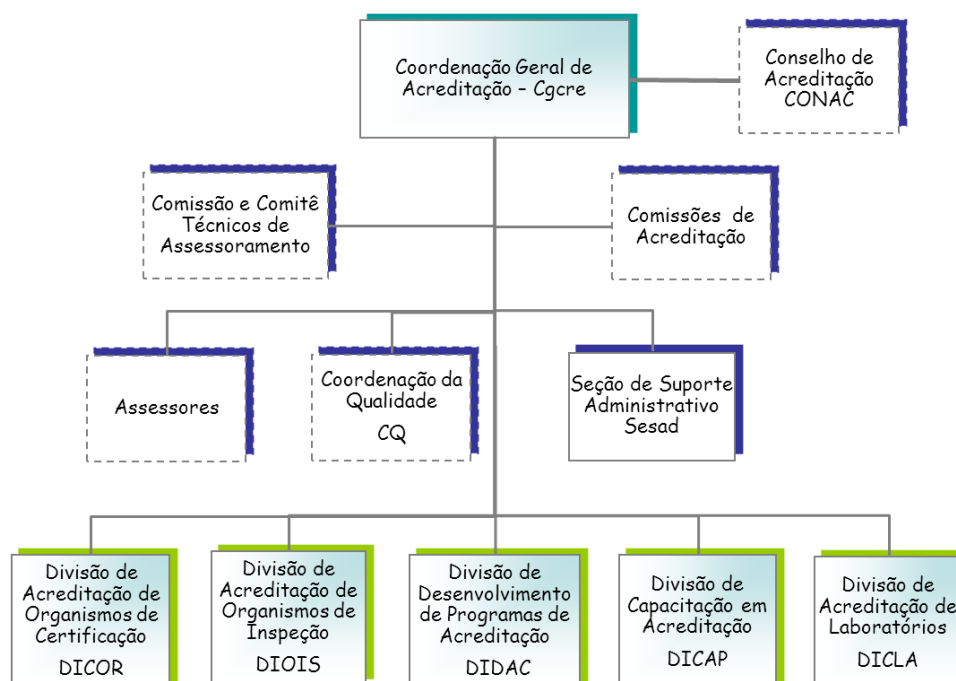 Coordenação Geral de
Acreditação – Cgcre
Conselho de
Acreditação
CONAC
Comissão e Comitê
Técnicos de
Assessoramento
Comissões de
Acreditação
Assessores
Coordenação da
Qualidade
CQ
Seção de Suporte
Administrativo
Sesad
Divisão de
Acreditação de
Organismos de
Certificação
DICOR
Divisão de
Acreditação de
Organismos de
Inspeção
DIOIS
Divisão de
Desenvolvimento
de Programas de
Acreditação
DIDAC
Divisão de
Capacitação em
Acreditação
DICAP
Divisão de
Acreditação de
Laboratórios
DICLA